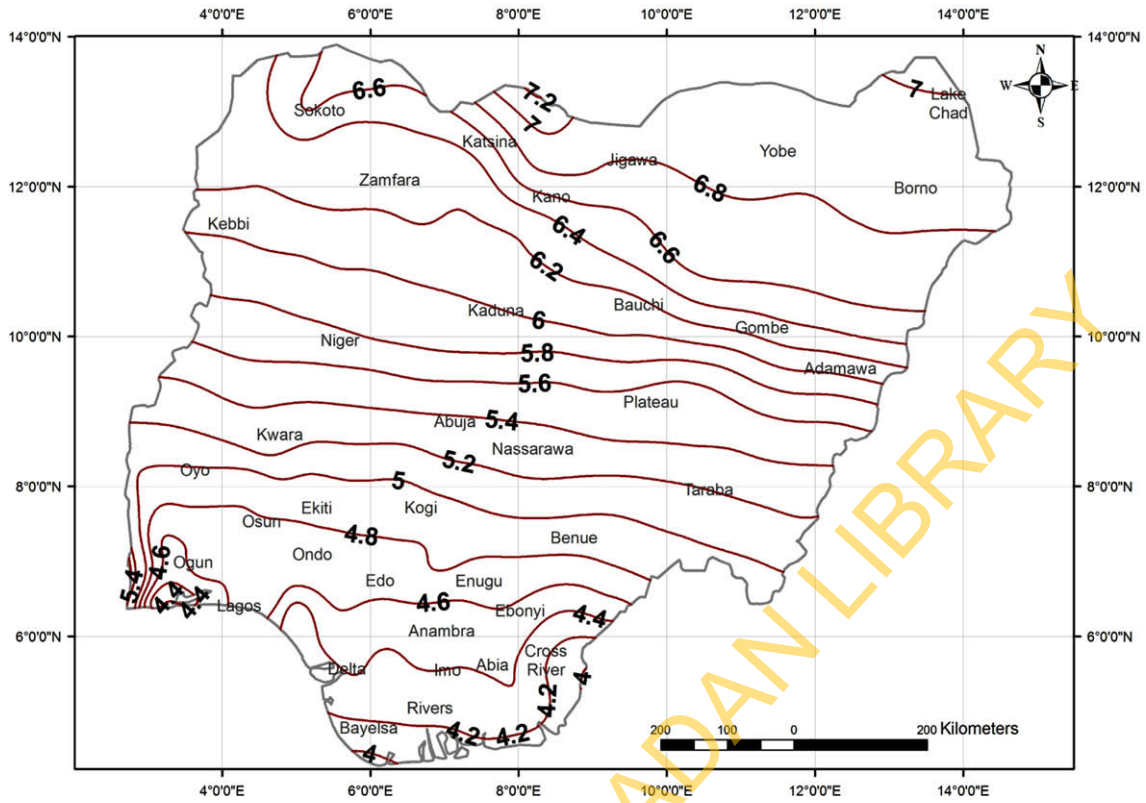 4°0'0"E 6°0'0"E 8°0'0"E 10°0'0"E 12°0'0"E 14°0'0"E
14°0'0"N 14°0'0"N
N
W E
S
7.2
7
7
Lake
Chad
6.6
Sokoto
Katsina
Jigawa
Yobe
Zamfara
Kano
6.8
Borno
12°0'0"N 12°0'0"N
Kebbi
6.4
6.6
6.2
Bauchi
Kaduna
6
Gombe
10°0'0"N 10°0'0"N
Niger
5.8
Adamawa
5.6
Plateau
Abuja
5.4
Kwara
Nassarawa
5.2
Oyo
5
Taraba
8°0'0"N 8°0'0"N
Ekiti
Kogi
Osun
4.8
Benue
Ondo
Ogun
4.6
5.4
Edo
Enugu
4.4
4.4
Lagos
4.6
Ebonyi
4.4
Anambra
6°0'0"N 6°0'0"N
Cross
River
Delta
Imo
Abia
4
4.2
Rivers
Bayelsa
4.2
4.2
4
200 100 0 200 Kilometers
4°0'0"E 6°0'0"E 8°0'0"E 10°0'0"E 12°0'0"E 14°0'0"E
ADAN LIBRARY